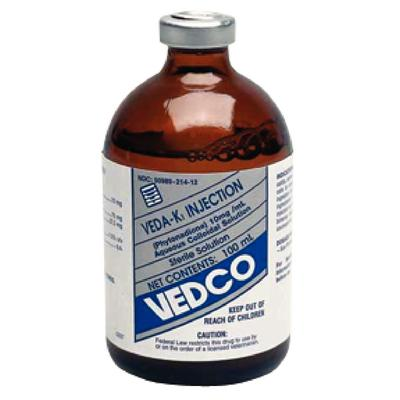 NDC: 50989-214-12
VEDA-K1 INJECTION
(Phytonadione) 10mg/mL
Aqueous Colloidal Solution
Sterile Solution
NET CONTENTS: 100 mL
VEDCO
KEEP OUT OF
REACH OF CHILDREN
CAUTION:
Federal Law restricts this drug to use by
or on the order of a licensed veterinarian.